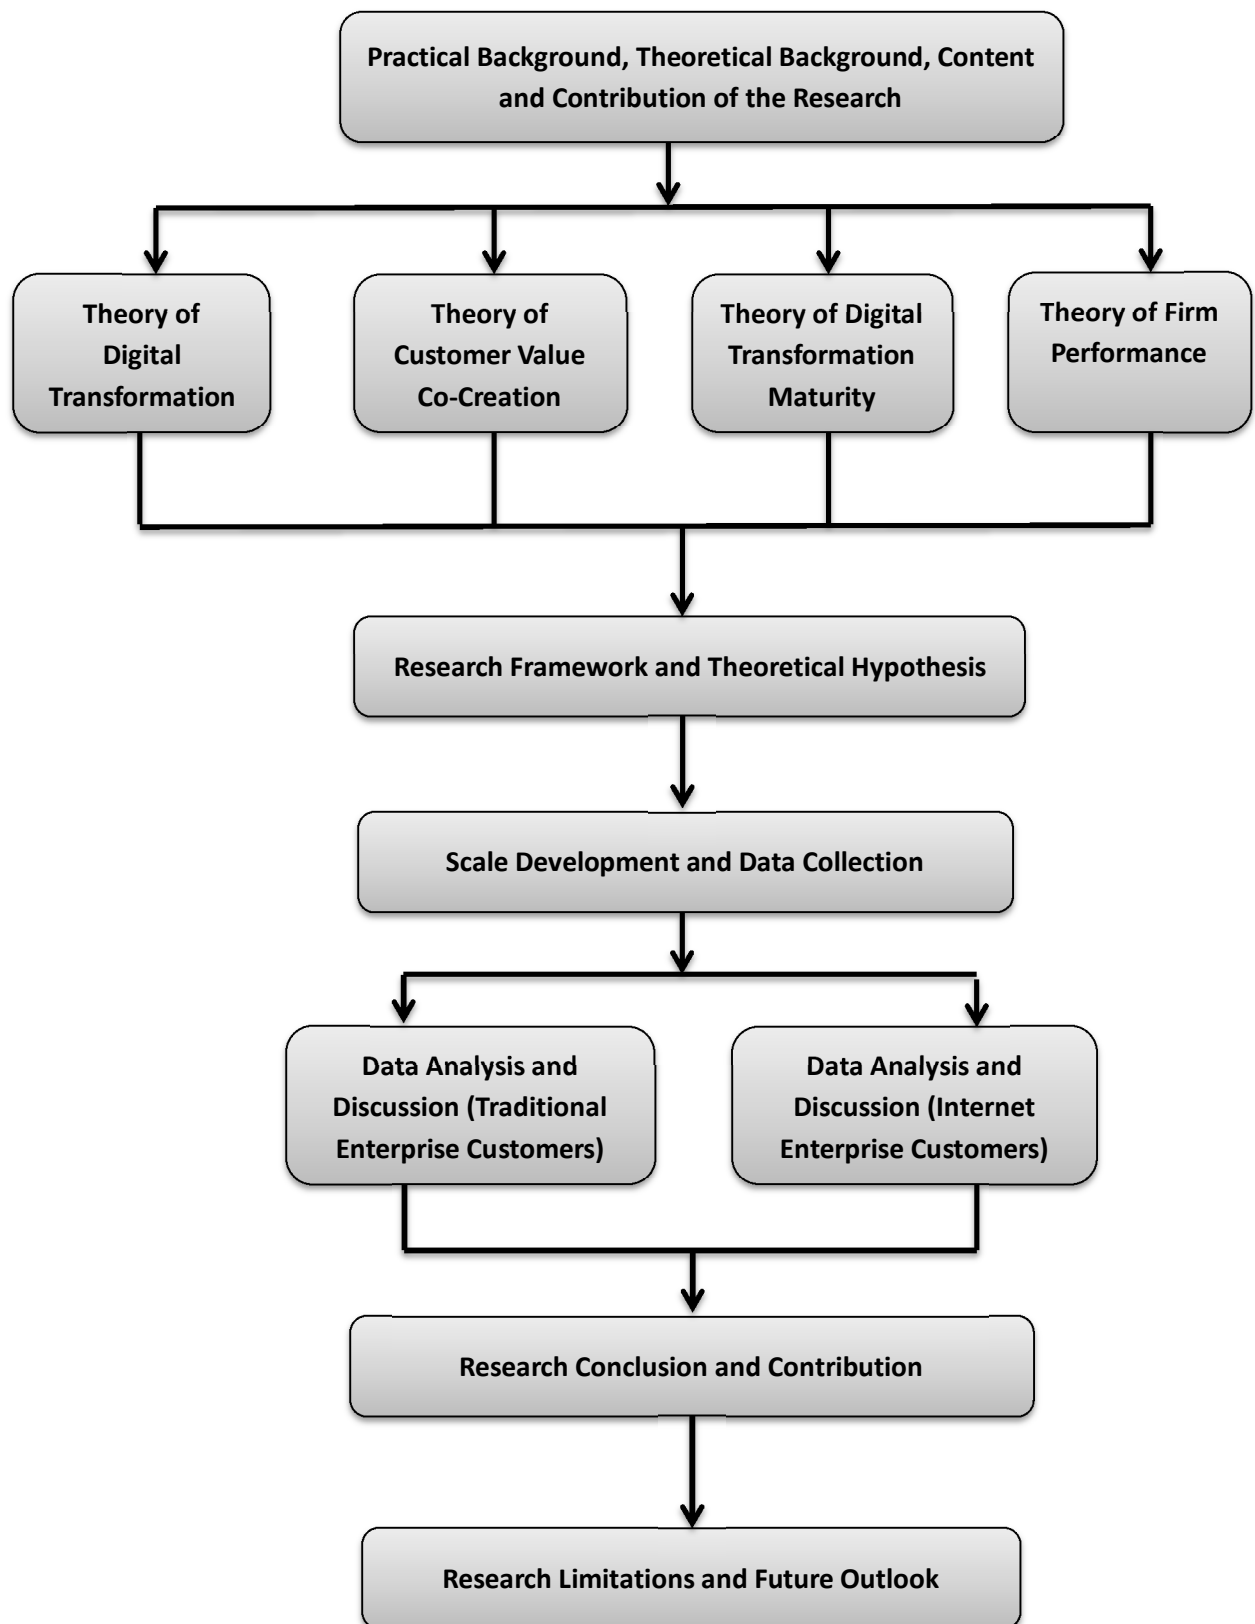 Practical Background, Theoretical Background, Content
and Contribution of the Research
Theory of
Digital
Transformation
Theory of
Customer Value
Co-Creation
Theory of Digital
Transformation
Maturity
Theory of Firm
Performance
Research Framework and Theoretical Hypothesis
Scale Development and Data Collection
Data Analysis and
Discussion (Traditional
Enterprise Customers)
Data Analysis and
Discussion (Internet
Enterprise Customers)
Research Conclusion and Contribution
Research Limitations and Future Outlook